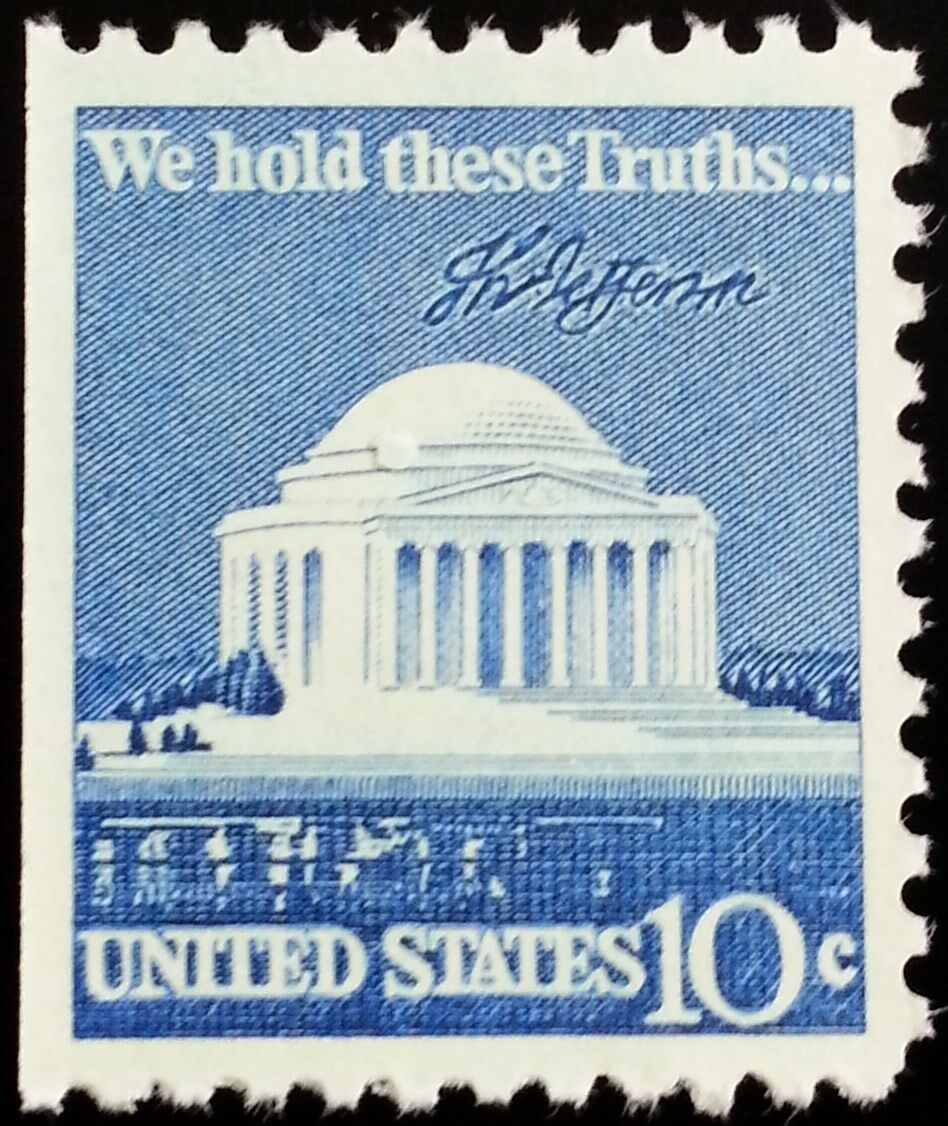 We hold these Truths...
Th Jefferson
UNITED STATES 10c